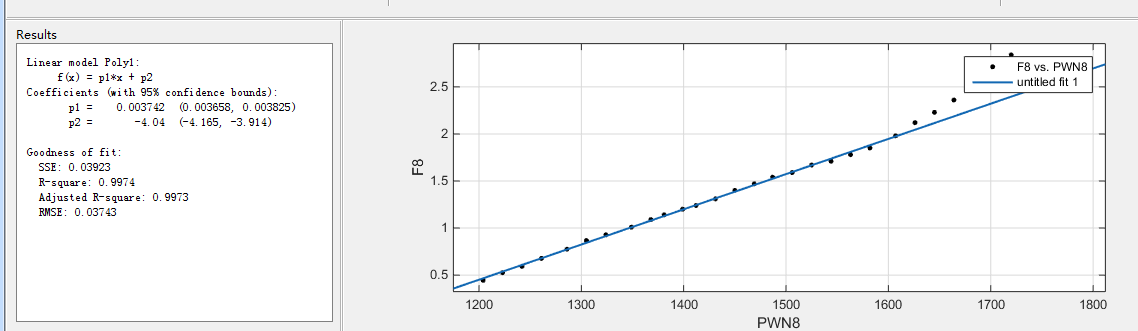 Results
Linear model Poly1:
f(x) = p1*x + p2
Coefficients (with 95% confidence bounds):
p1 = 0.003742 (0.003658, 0.003825)
p2 = -4.04 (-4.165, -3.914)
Goodness of fit:
SSE: 0.03923
R-square: 0.9974
Adjusted R-square: 0.9973
RMSE: 0.03743
F8 vs. PWN8
untitled fit 1
2.5
2
1.5
1
0.5
F8
1200 1300 1400 1500 1600 1700 1800
PWN8